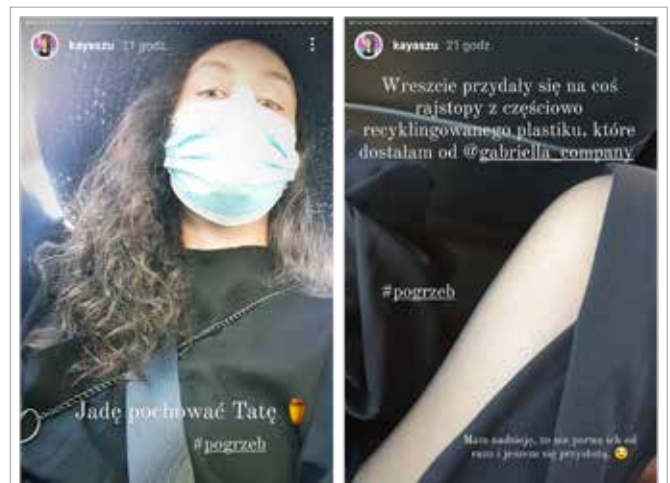 kayaszu 21 godz.
Jadę pochować Tatę ⚱️
#pogrzeb
kayaszu 21 godz.
Wreszcie przydały się na coś
rajstopy z częściowo
recyklingowanego plastiku, które
dostałam od @gabriella_company
#pogrzeb
Mam nadzieję, że nie porwę ich od
razu i jeszcze się przydadzą. 😉